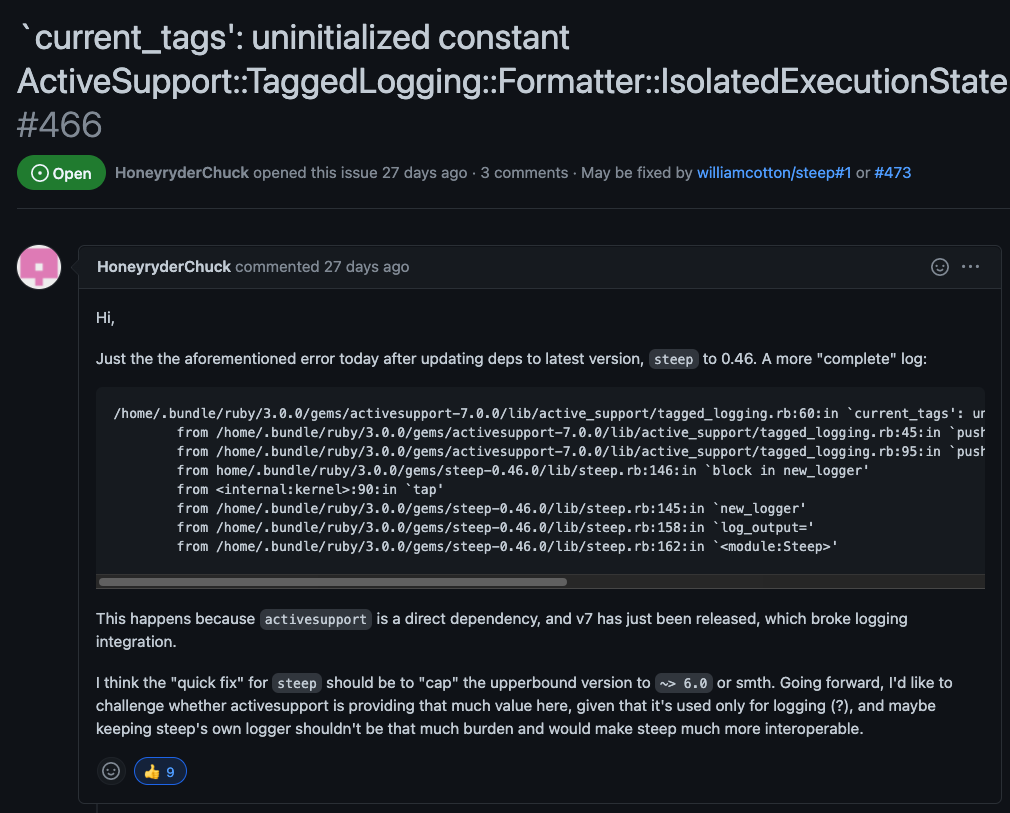 `current_tags': uninitialized constant
ActiveSupport::TaggedLogging::Formatter::IsolatedExecutionState
#466
Open HoneyryderChuck opened this issue 27 days ago · 3 comments · May be fixed by williamcotton/steep#1 or #473
HoneyryderChuck commented 27 days ago
Hi,
Just the the aforementioned error today after updating deps to latest version, steep to 0.46. A more "complete" log:
/home/.bundle/ruby/3.0.0/gems/activesupport-7.0.0/lib/active_support/tagged_logging.rb:60:in `current_tags': un
from /home/.bundle/ruby/3.0.0/gems/activesupport-7.0.0/lib/active_support/tagged_logging.rb:45:in `push
from /home/.bundle/ruby/3.0.0/gems/activesupport-7.0.0/lib/active_support/tagged_logging.rb:95:in `push
from home/.bundle/ruby/3.0.0/gems/steep-0.46.0/lib/steep.rb:146:in `block in new_logger'
from <internal:kernel>:90:in `tap'
from /home/.bundle/ruby/3.0.0/gems/steep-0.46.0/lib/steep.rb:145:in `new_logger'
from /home/.bundle/ruby/3.0.0/gems/steep-0.46.0/lib/steep.rb:158:in `log_output='
from /home/.bundle/ruby/3.0.0/gems/steep-0.46.0/lib/steep.rb:162:in `<module:Steep>'
This happens because activesupport is a direct dependency, and v7 has just been released, which broke logging
integration.
I think the "quick fix" for steep should be to "cap" the upperbound version to ~> 6.0 or smth. Going forward, I'd like to
challenge whether activesupport is providing that much value here, given that it's used only for logging (?), and maybe
keeping steep's own logger shouldn't be that much burden and would make steep much more interoperable.
👍 9